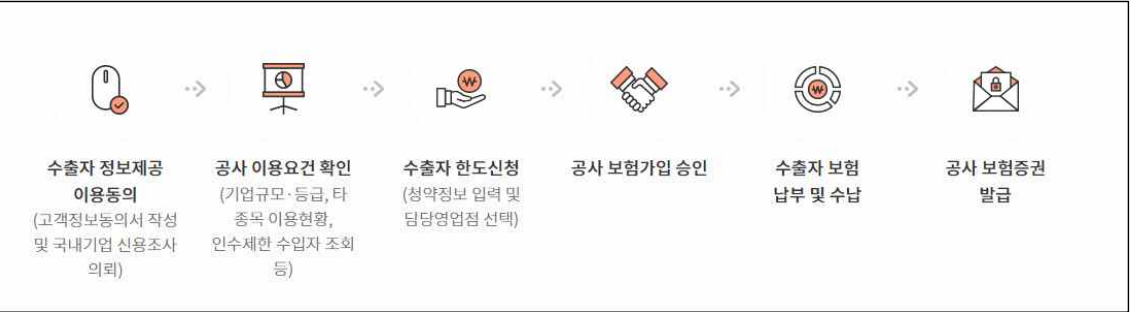 수출자 정보제공
이용동의
(고객정보동의서 작성
및 국내기업 신용조사
의뢰)
공사 이용요건 확인
(기업규모·등급, 타
종목 이용현황,
인수제한 수입자 조회
등)
수출자 한도신청
(청약정보 입력 및
딤당영업점 선택)
공사 보험가입 승인
수출자 보험
납부 및 수납
공사 보험증권
발급